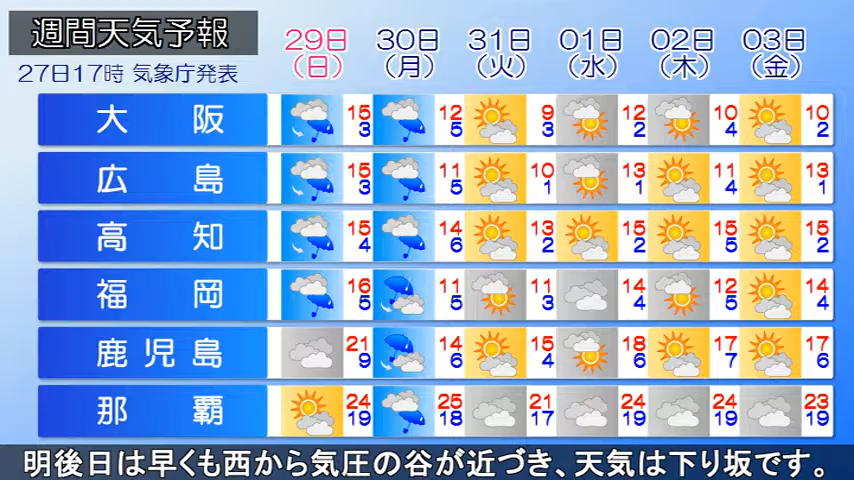 週間天気予報
27日17時 気象庁発表
29日 30日 31日 01日 02日 03日
(日) (月) (火) (水) (木) (金)
大阪 15 3 12 5 9 3 12 2 10 4 10 2
広島 15 3 11 5 10 1 13 1 11 4 13 1
高知 15 4 14 6 13 2 15 2 15 5 15 2
福岡 16 5 11 5 11 3 14 4 12 5 14 4
鹿児島 21 9 14 6 15 4 18 6 17 7 17 6
那覇 24 19 25 18 21 17 24 19 24 19 23 19
明後日は早くも西から気圧の谷が近づき、天気は下り坂です。